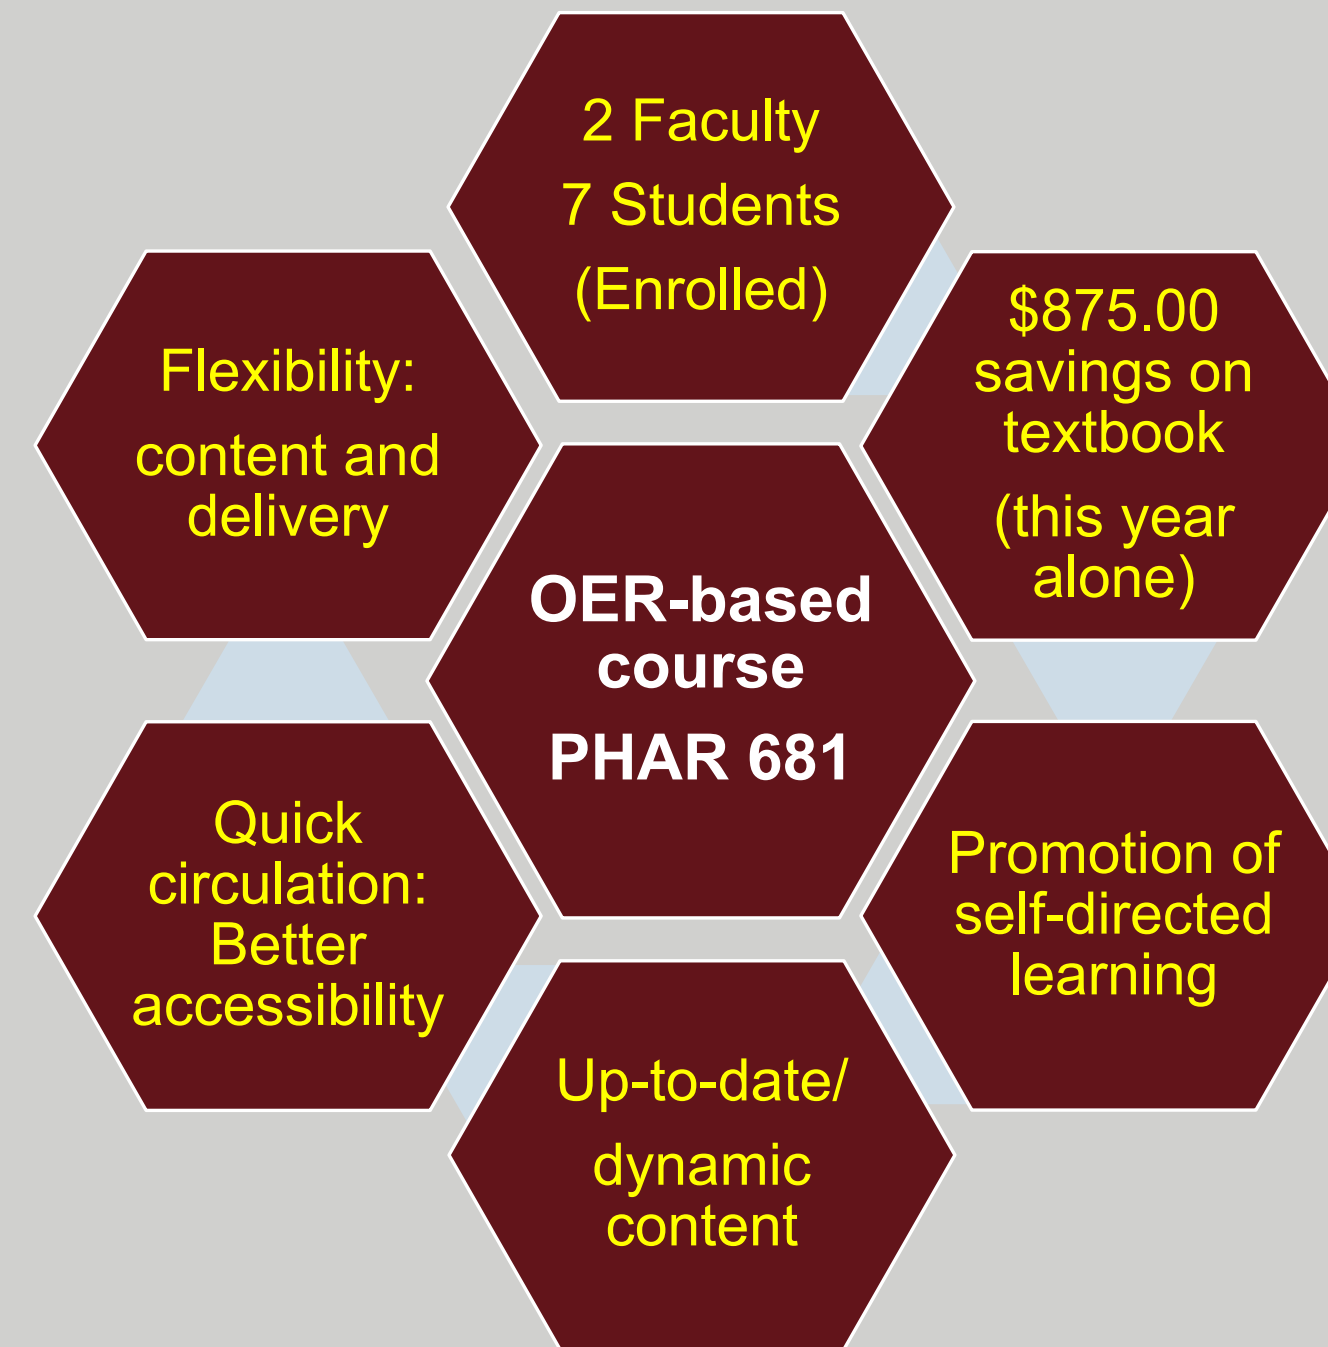 2 Faculty
7 Students
(Enrolled)
$875.00
savings on
textbook
(this year
alone)
Flexibility:
content and
delivery
OER-based
course
PHAR 681
Quick
circulation:
Better
accessibility
Promotion of
self-directed
learning
Up-to-date/
dynamic
content